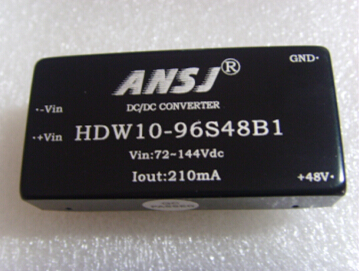 ANSJ®
GND·
DC/DC CONVERTER
·-Vin
·+Vin
HDW10-96S48B1
Vin:72~144Vdc
Iout:210mA
+48V·